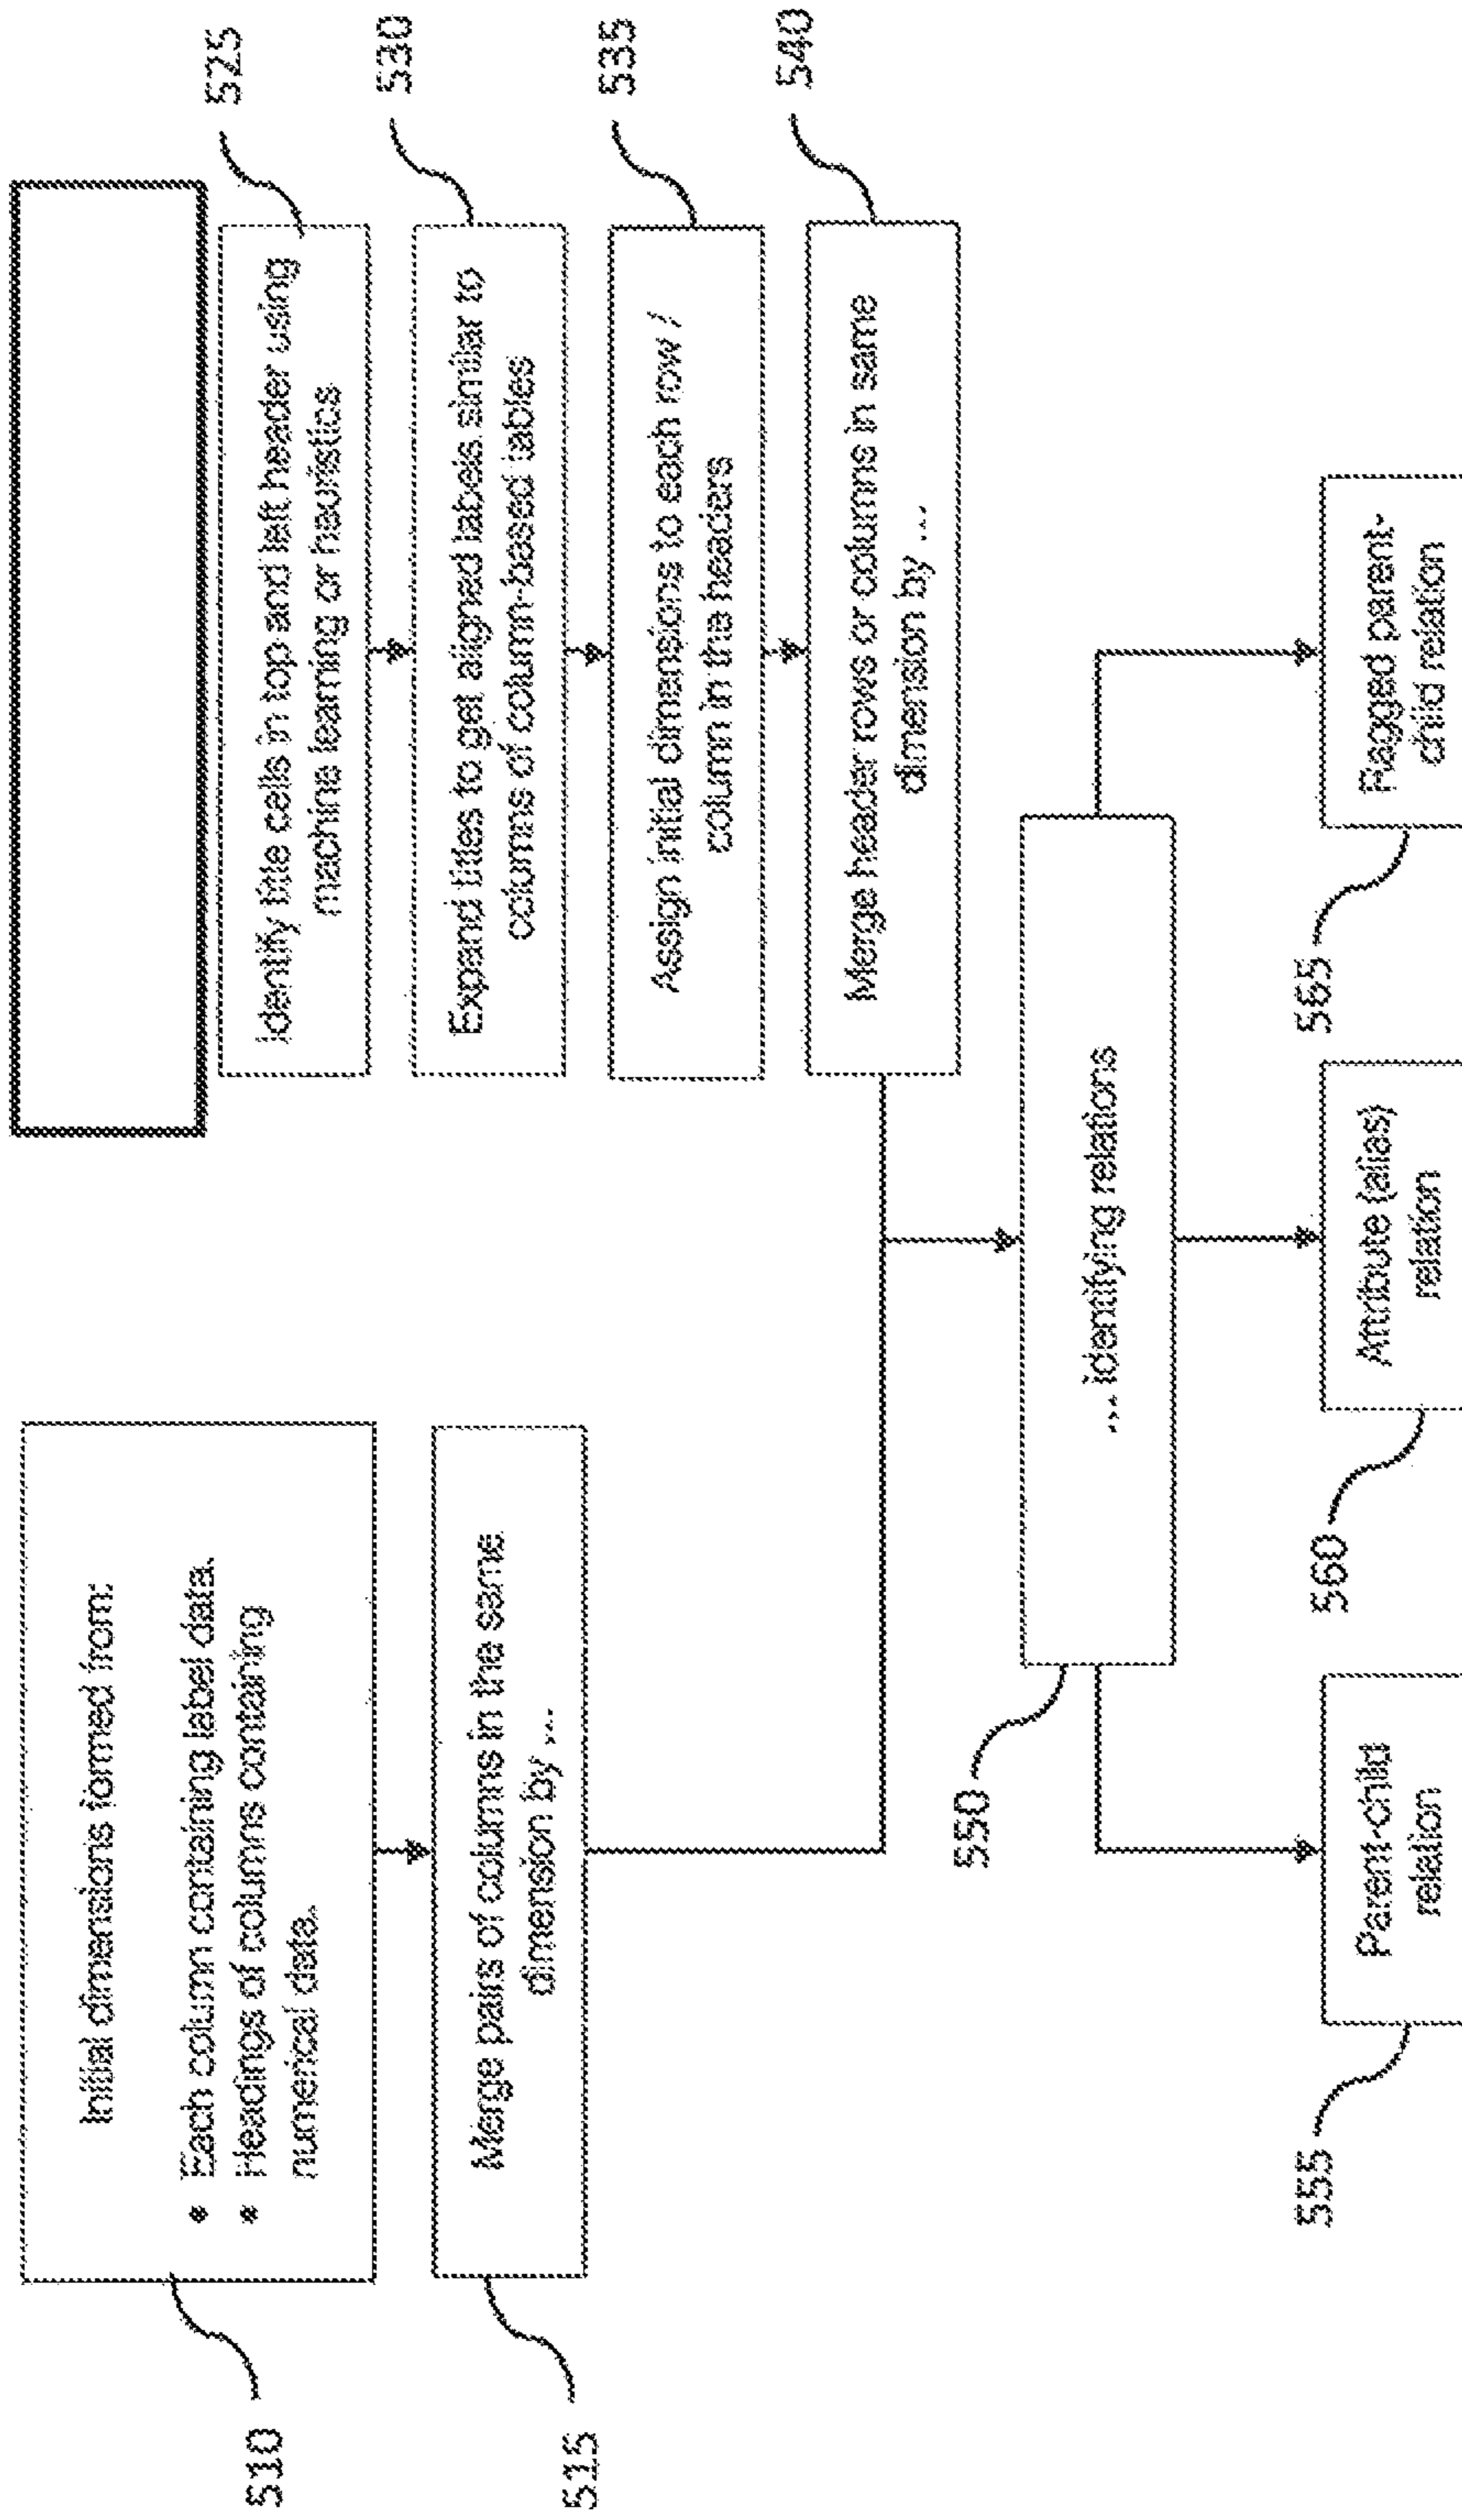 510
Initial dimensions formed from:
• Each column containing label data.
• Headings of columns containing
numerical data.
515
Merge pairs of columns in the same
dimension by ...
Identify title cells in top and left header using
machine learning or heuristics
525
Expand titles to get aligned labels similar to
columns of column-based tables
530
Assign initial dimensions to each row /
column in the headers
535
Merge header rows or columns in same
dimension by ...
540
550
... identifying relations
555
Parent-child
relation
560
Attribute (alias)
relation
565
Ragged parent-
child relation